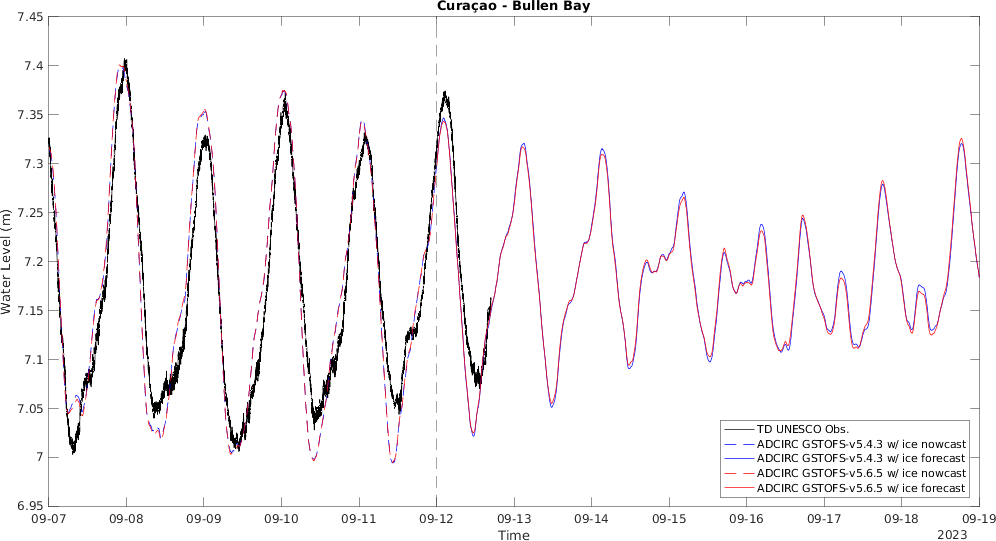 Curaçao - Bullen Bay
7.45
7.4
7.35
7.3
7.25
7.2
7.15
7.1
7.05
7
6.95
Water Level (m)
09-07 09-08 09-09 09-10 09-11 09-12 09-13 09-14 09-15 09-16 09-17 09-18 09-19
Time
2023
TD UNESCO Obs.
ADCIRC GSTOFS-v5.4.3 w/ ice nowcast
ADCIRC GSTOFS-v5.4.3 w/ ice forecast
ADCIRC GSTOFS-v5.6.5 w/ ice nowcast
ADCIRC GSTOFS-v5.6.5 w/ ice forecast